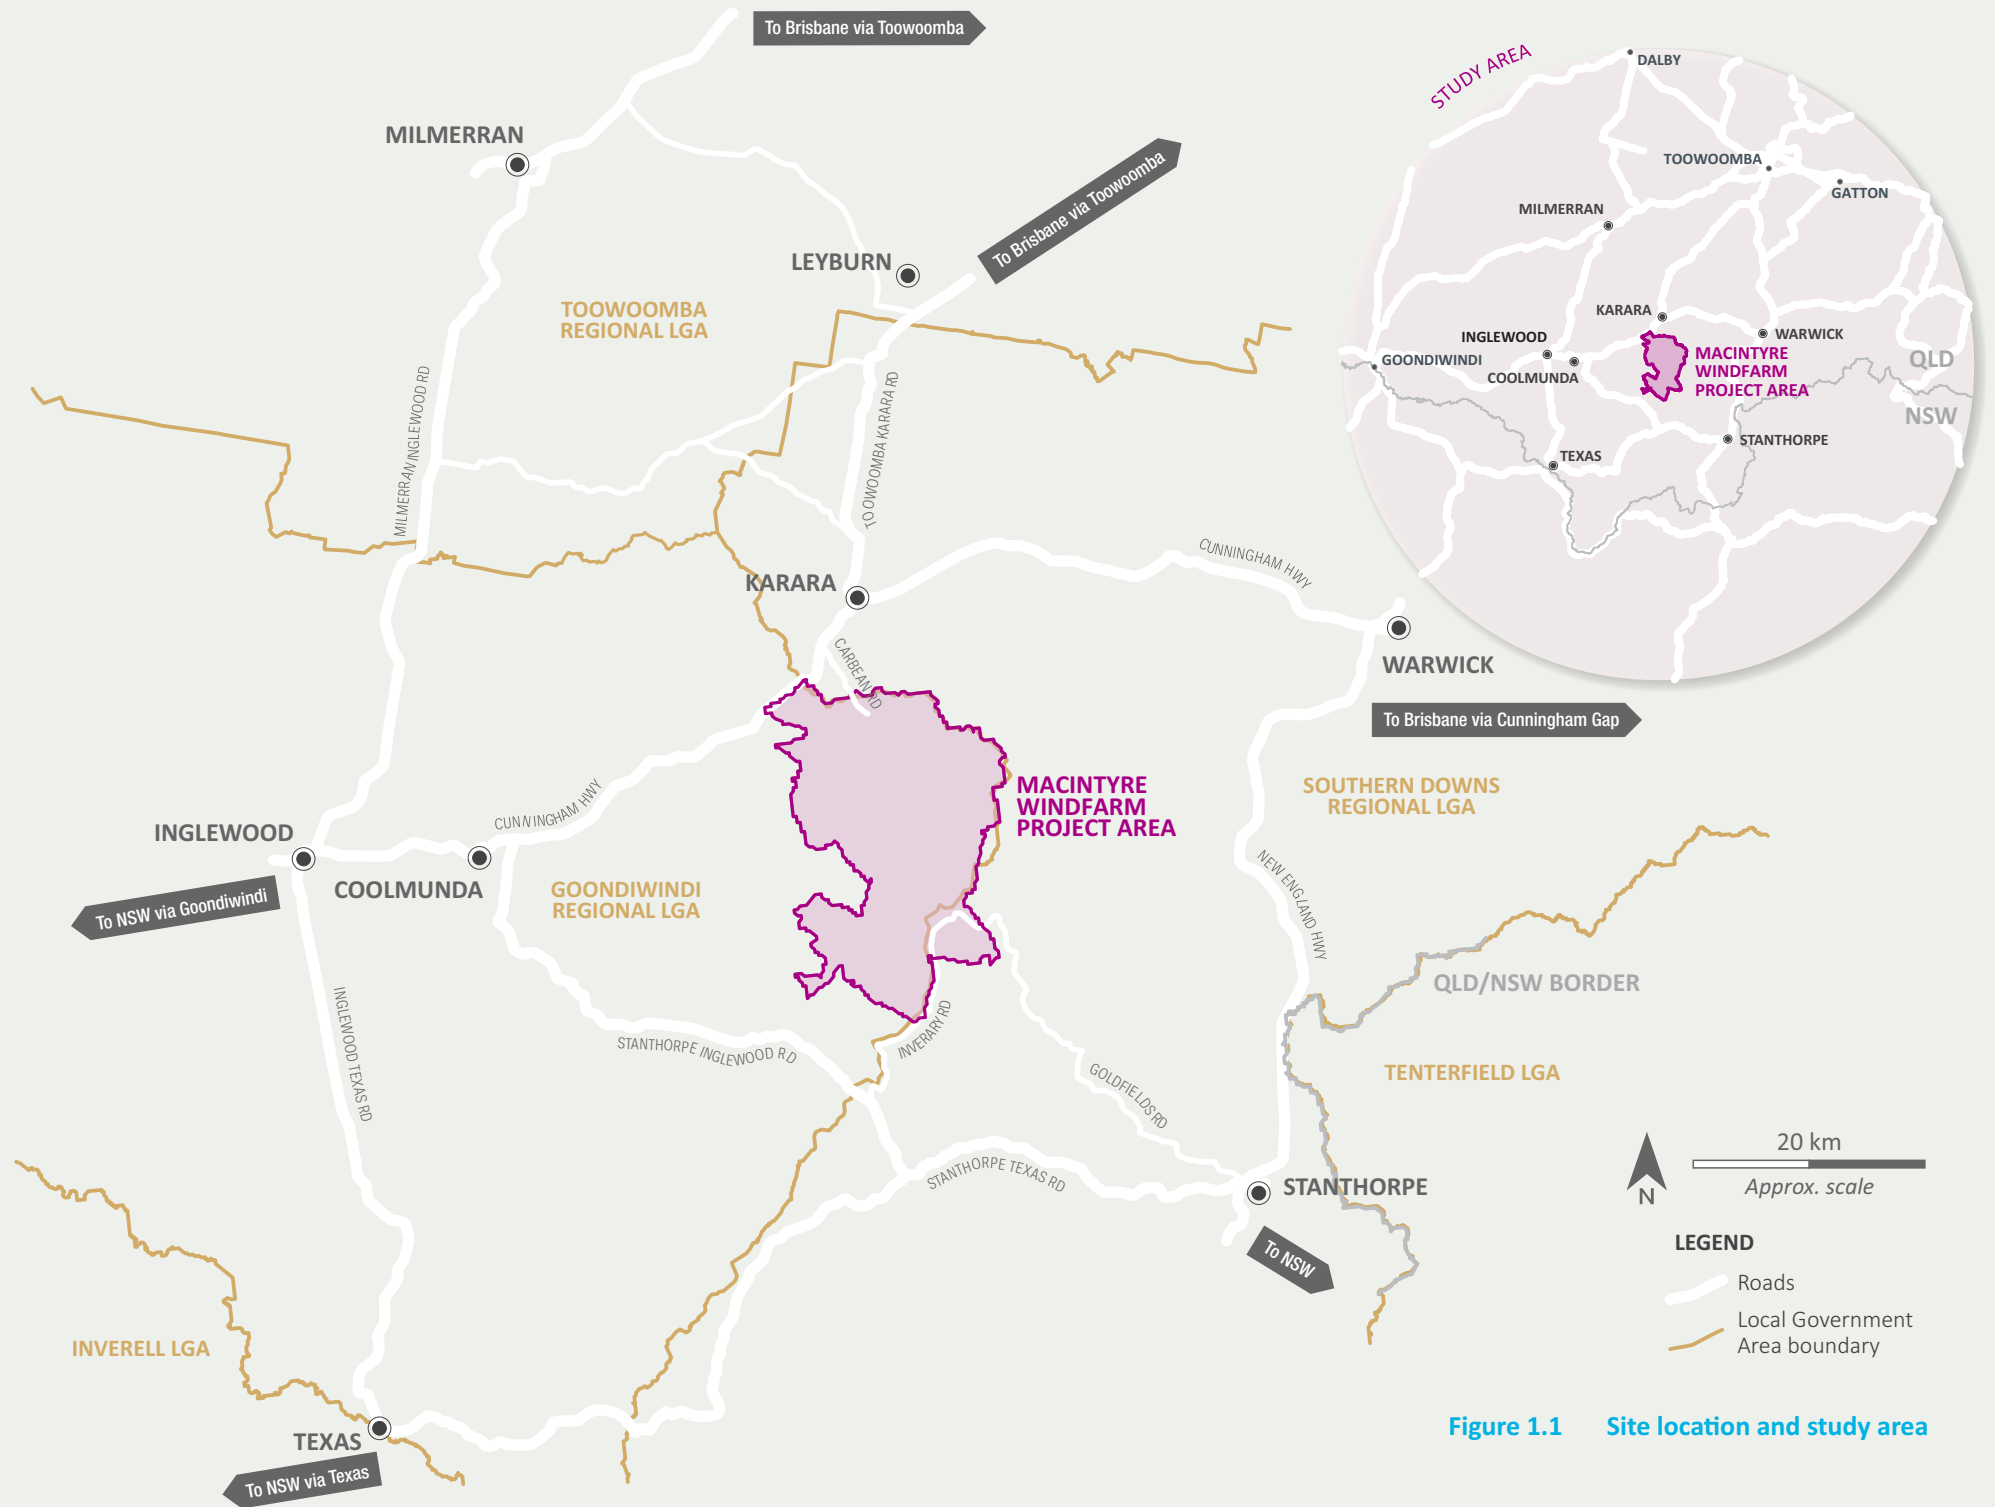 To Brisbane via Toowoomba
STUDY AREA
DALBY
MILMERRAN
TOOWOOMBA
GATTON
To Brisbane via Toowoomba
MILMERRAN
LEYBURN
TOOWOOMBA
REGIONAL LGA
KARARA
INGLEWOOD
WARWICK
GOONDIWINDI
COOLMUNDA
MACINTYRE
WINDFARM
PROJECT AREA
QLD
NSW
STANTHORPE
TEXAS
MILMERRAN INGLEWOOD RD
TOOWOOMBA KARARA RD
CUNNINGHAM HWY
KARARA
CARBEAN RD
WARWICK
To Brisbane via Cunningham Gap
MACINTYRE
WINDFARM
PROJECT AREA
SOUTHERN DOWNS
REGIONAL LGA
CUNNINGHAM HWY
INGLEWOOD
COOLMUNDA
GOONDIWINDI
REGIONAL LGA
To NSW via Goondiwindi
NEW ENGLAND HWY
QLD/NSW BORDER
INGLEWOOD TEXAS RD
STANTHORPE INGLEWOOD RD
INVERARY RD
GOLDFIELDS RD
TENTERFIELD LGA
STANTHORPE TEXAS RD
STANTHORPE
To NSW
20 km
Approx. scale
N
LEGEND
Roads
Local Government
Area boundary
INVERELL LGA
TEXAS
To NSW via Texas
Figure 1.1 Site location and study area